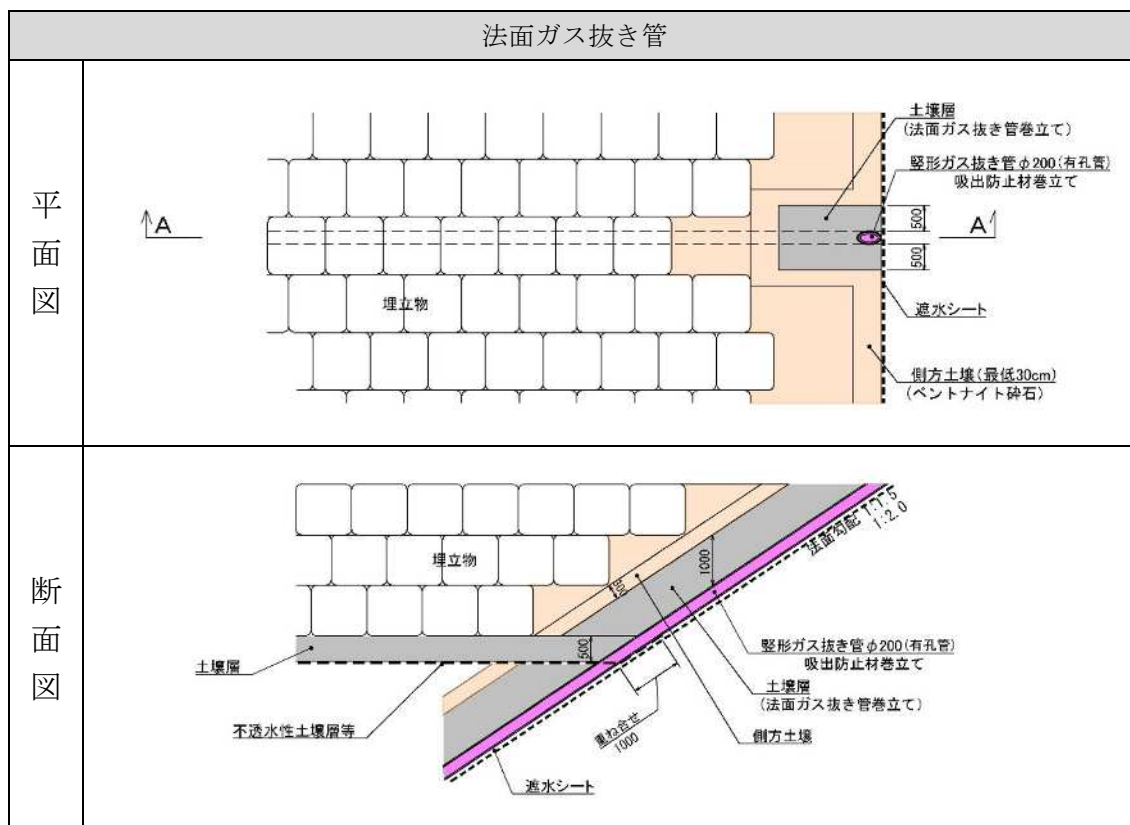 法面ガス抜き管
平面図
土壌層
(法面ガス抜き管巻立て)
竪形ガス抜き管φ200(有孔管)
吸出防止材巻立て
A
A
500
500
埋立物
遮水シート
側方土壌(最低30cm)
(ベントナイト砕石)
断面図
法面勾配 1:1.5
1:2.0
埋立物
1000
300
500
土壌層
竪形ガス抜き管φ200(有孔管)
吸出防止材巻立て
土壌層
(法面ガス抜き管巻立て)
不透水性土壌層等
重ね合せ
1000
側方土壌
遮水シート